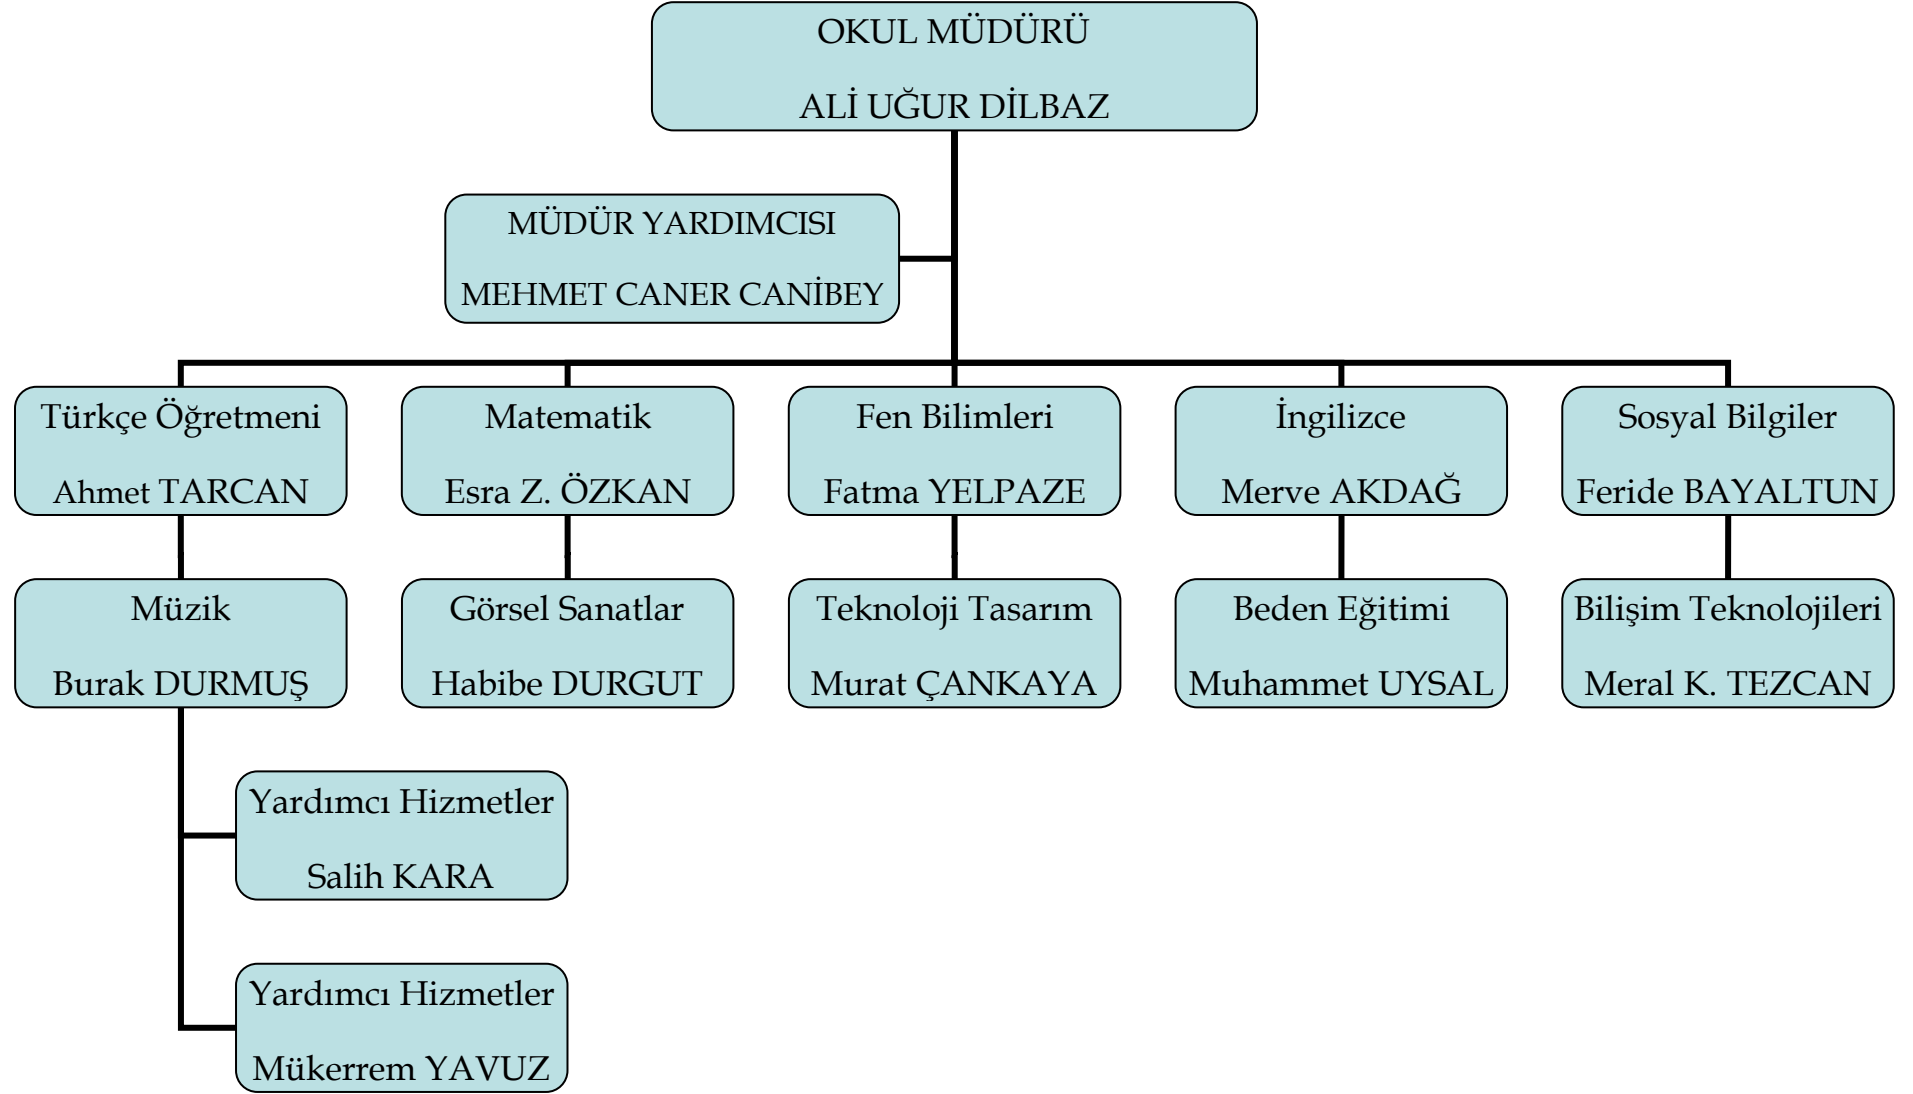 OKUL MÜDÜRÜ
ALİ UĞUR DİLBAZ
MÜDÜR YARDIMCISI
MEHMET CANER CANİBEY
Türkçe Öğretmeni
Ahmet TARCAN
Matematik
Esra Z. ÖZKAN
Fen Bilimleri
Fatma YELPAZE
İngilizce
Merve AKDAĞ
Sosyal Bilgiler
Feride BAYALTUN
Müzik
Burak DURMUŞ
Görsel Sanatlar
Habibe DURGUT
Teknoloji Tasarım
Murat ÇANKAYA
Beden Eğitimi
Muhammet UYSAL
Bilişim Teknolojileri
Meral K. TEZCAN
Yardımcı Hizmetler
Salih KARA
Yardımcı Hizmetler
Mükerrem YAVUZ